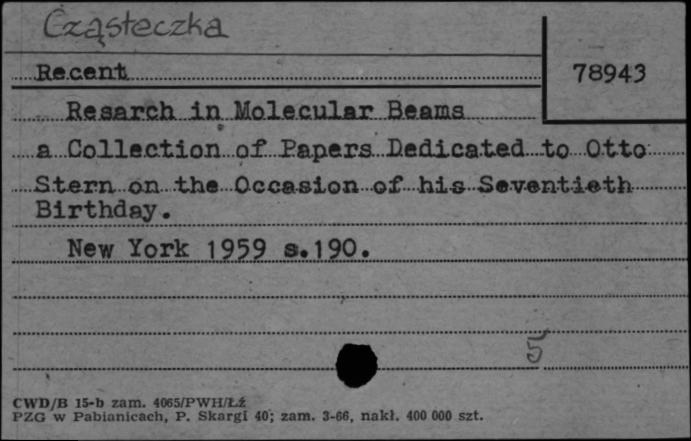 Cząsteczka
Recent
78943
Resarch in Molecular Beams
a Collection of Papers Dedicated to Otto
Stern on the Occasion of his Seventieth
Birthday.
New York 1959 s.190.
5
CWD/B 15-b zam. 4065/PWH/Łź
PZG w Pabianicach, P. Skargi 40; zam. 3-66, nakł. 400 000 szt.